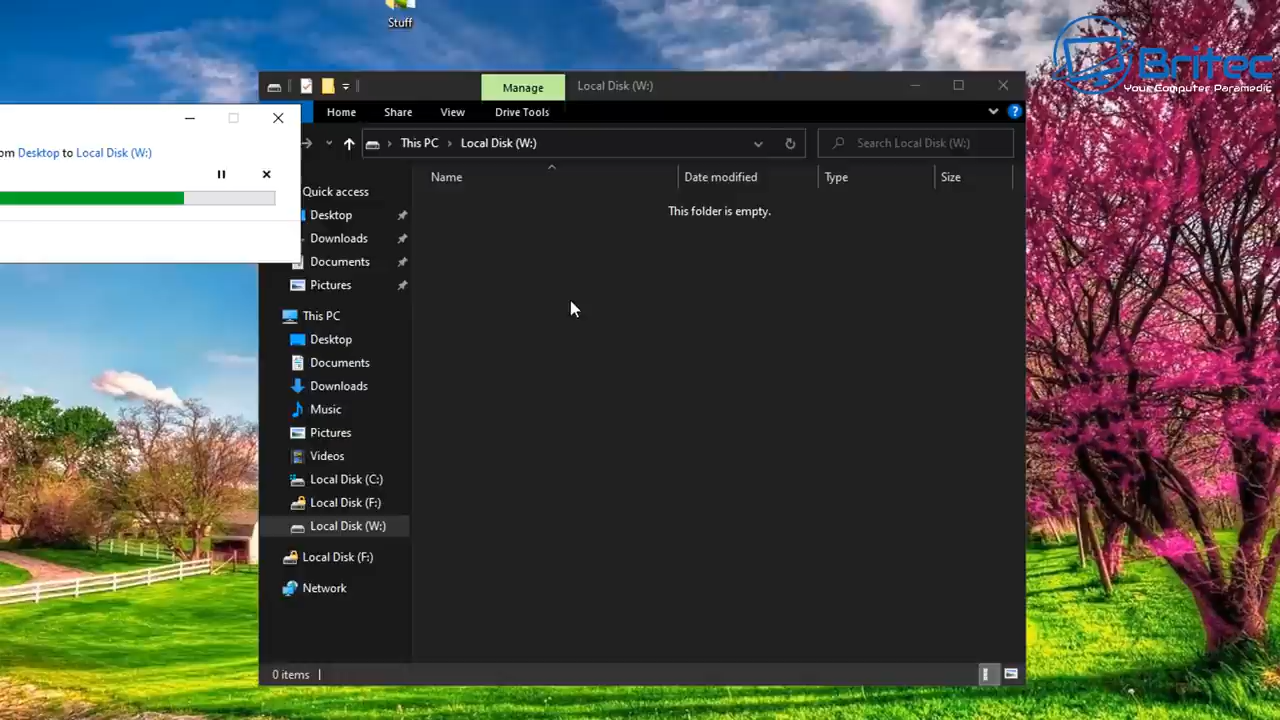 Stuff
Britec
Your Computer Paramedic
Manage
Local Disk (W:)
Home
Share
View
Drive Tools
om Desktop to Local Disk (W:)
This PC
Local Disk (W:)
Search Local Disk (W:)
Name
Date modified
Type
Size
This folder is empty.
Quick access
Desktop
Downloads
Documents
Pictures
This PC
Desktop
Documents
Downloads
Music
Pictures
Videos
Local Disk (C:)
Local Disk (F:)
Local Disk (W:)
Local Disk (F:)
Network
0 items